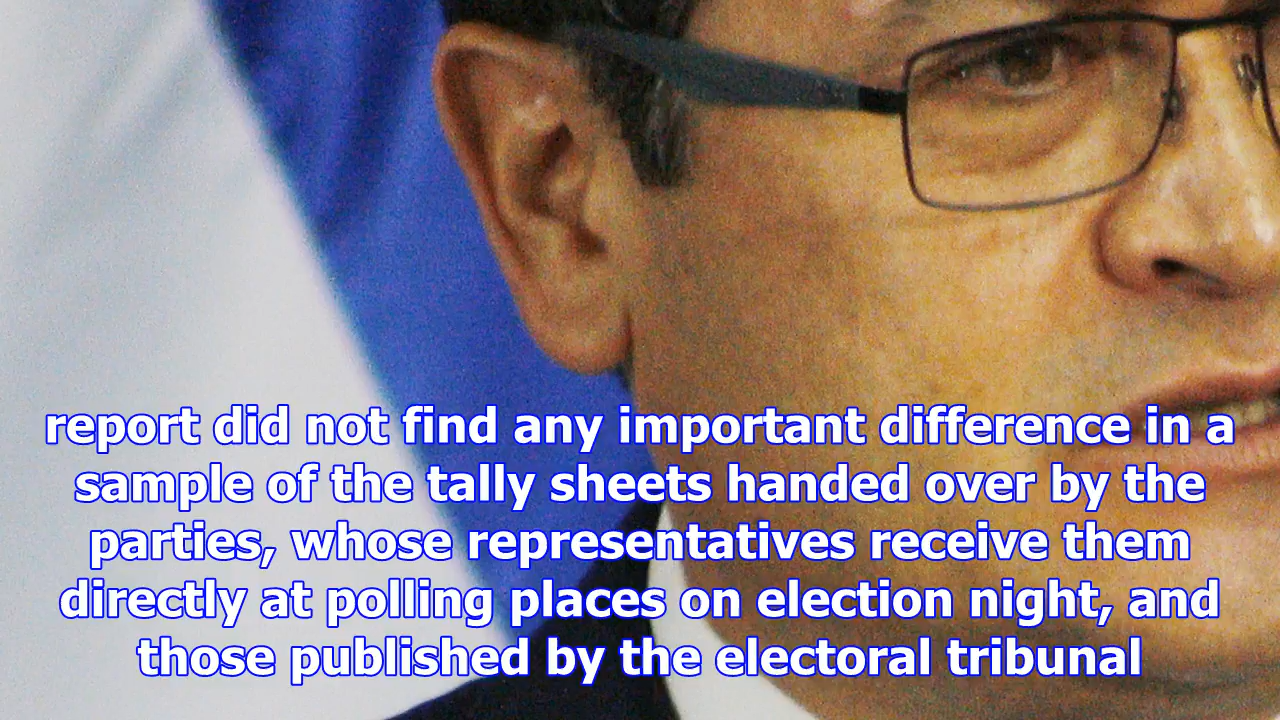 report did not find any important difference in a
sample of the tally sheets handed over by the
parties, whose representatives receive them
directly at polling places on election night, and
those published by the electoral tribunal